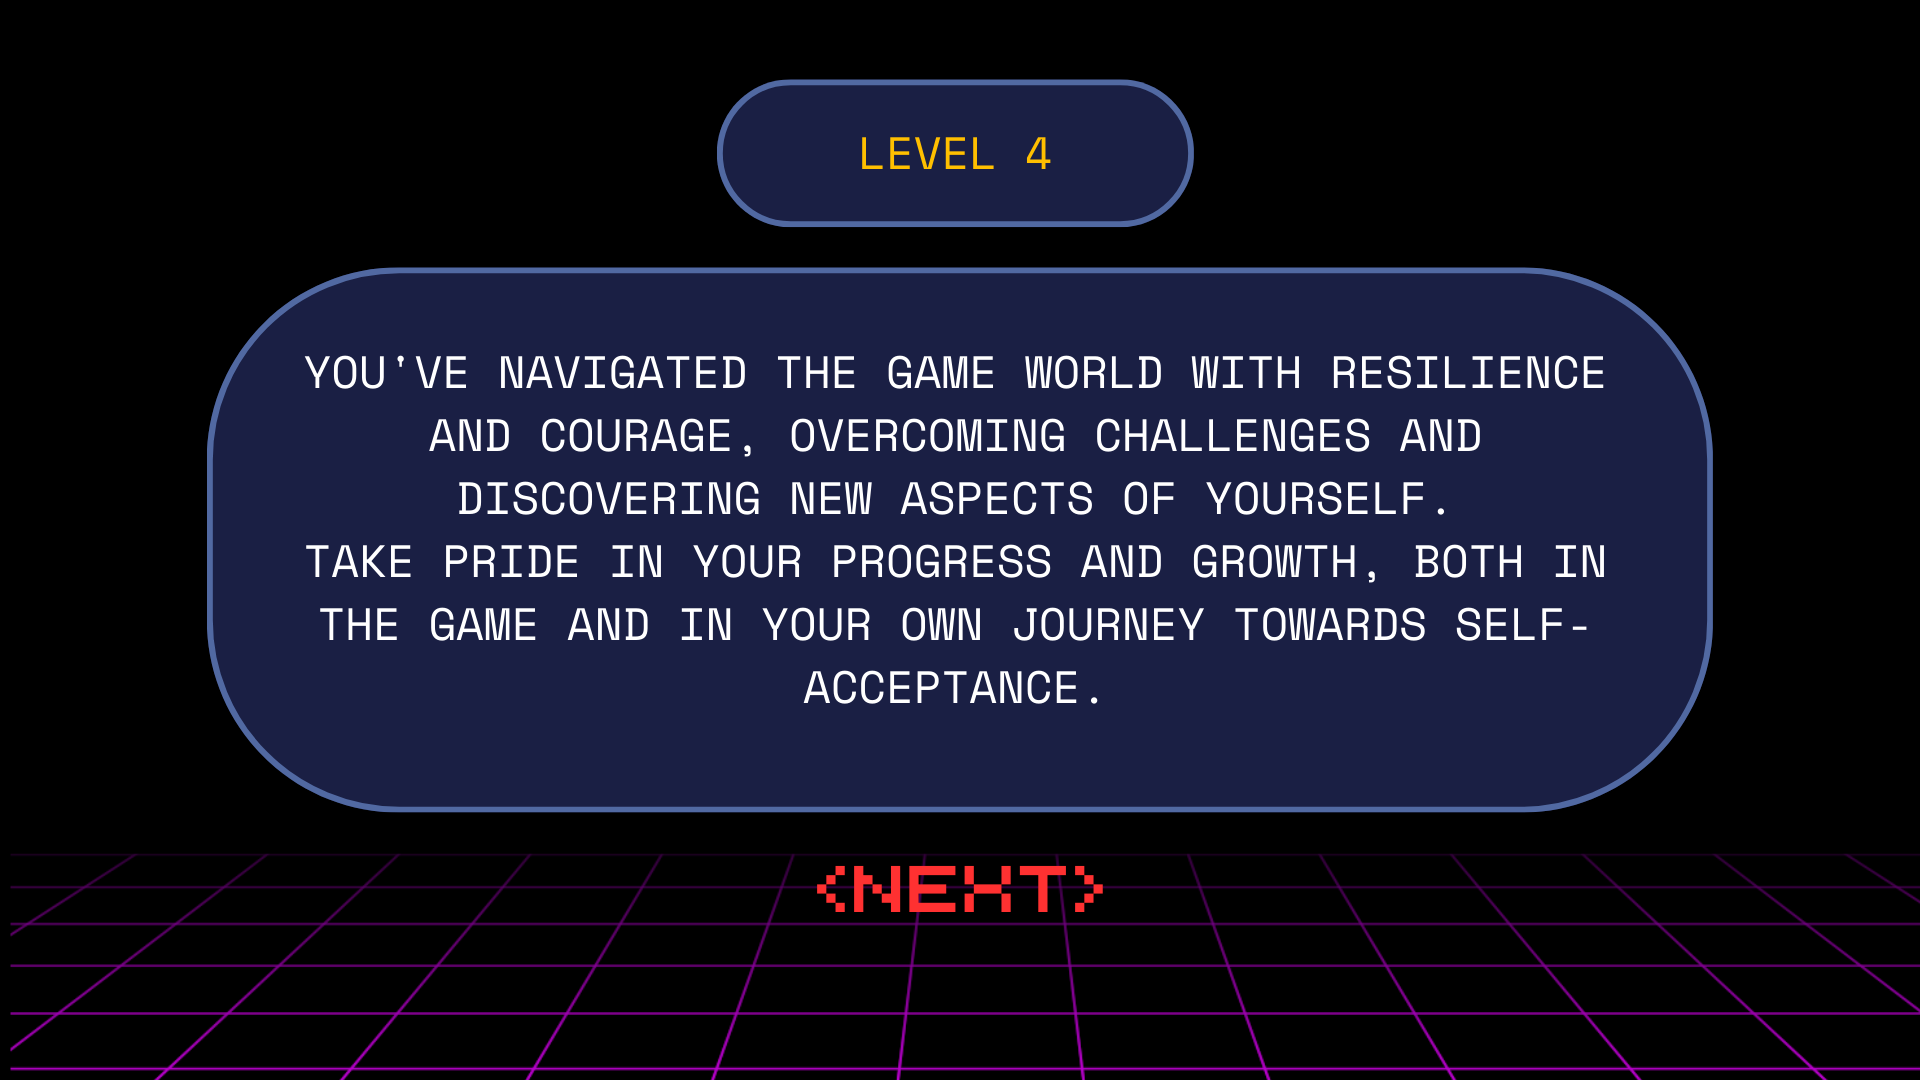 LEVEL 4
YOU'VE NAVIGATED THE GAME WORLD WITH RESILIENCE
AND COURAGE, OVERCOMING CHALLENGES AND
DISCOVERING NEW ASPECTS OF YOURSELF.
TAKE PRIDE IN YOUR PROGRESS AND GROWTH, BOTH IN
THE GAME AND IN YOUR OWN JOURNEY TOWARDS SELF-
ACCEPTANCE.
<NEXT>